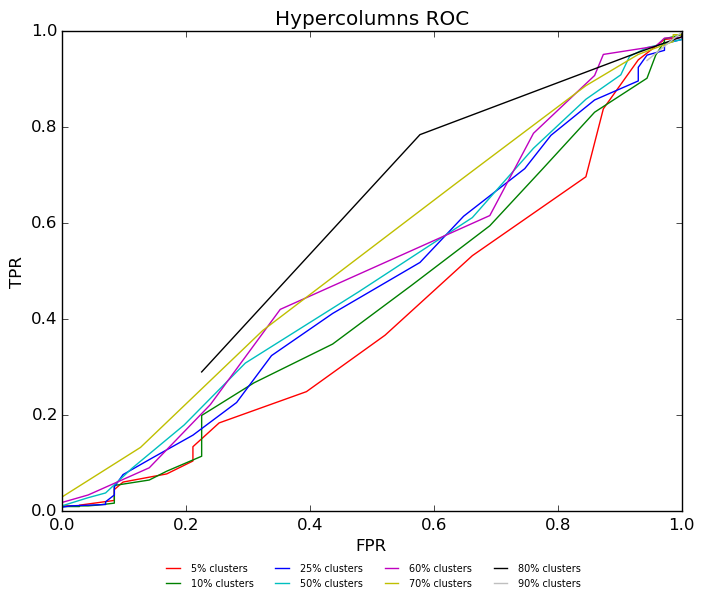 Hypercolumns ROC
1.0
0.8
0.6
0.4
0.2
0.0
TPR
0.0 0.2 0.4 0.6 0.8 1.0
FPR
5% clusters 25% clusters 60% clusters 80% clusters
10% clusters 50% clusters 70% clusters 90% clusters